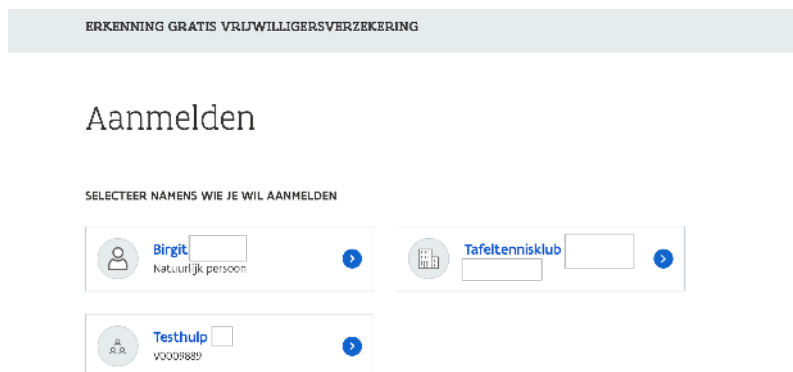 ERKENNING GRATIS VRIJWILLIGERSVERZEKERING
Aanmelden
SELECTEER NAMENS WIE JE WIL AANMELDEN
Birgit
Natuurlijk persoon
Tafeltennisklub
Testhulp
V0009889